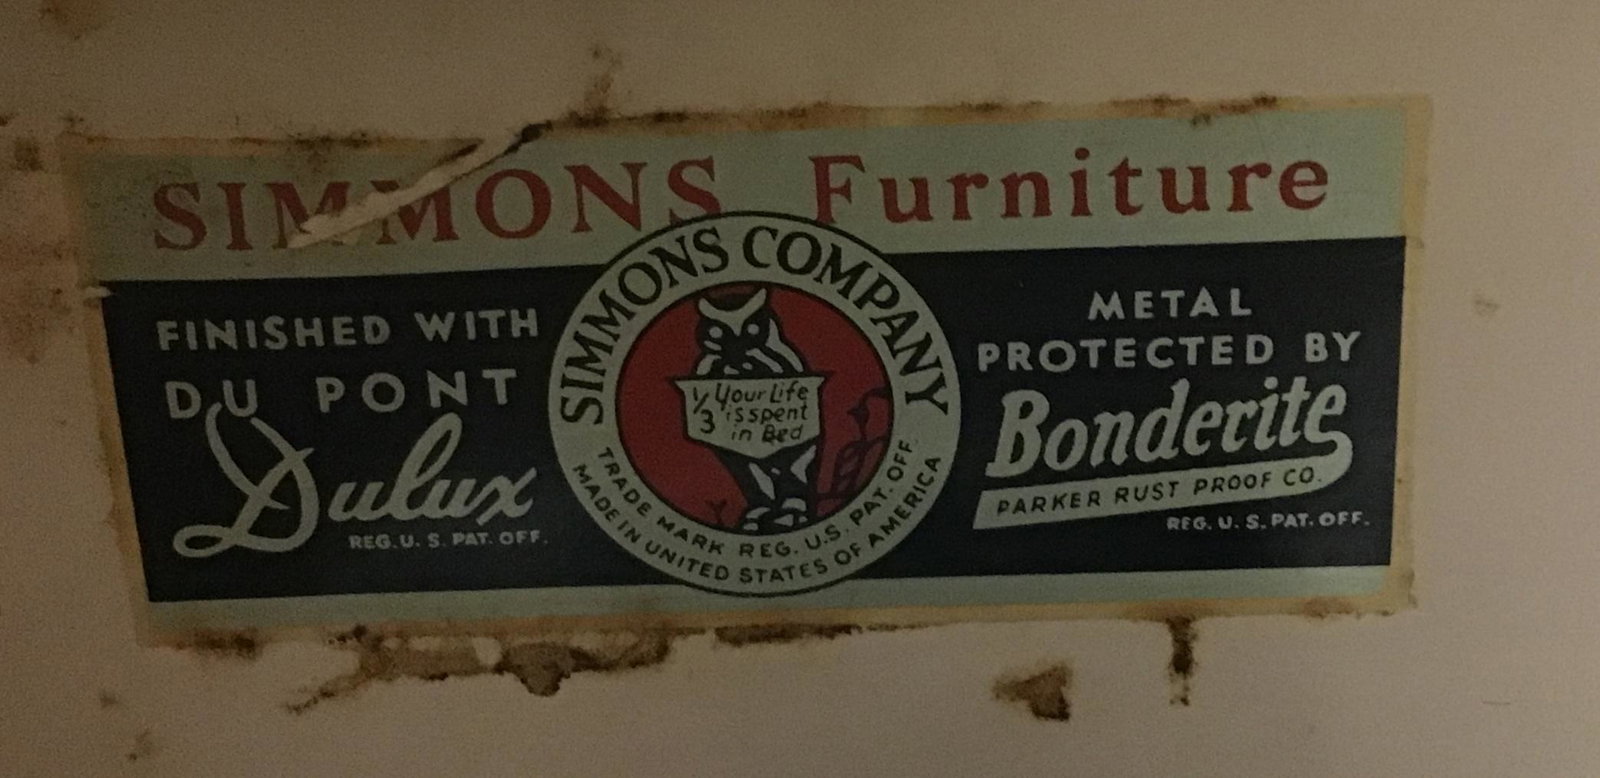 SIMMONS Furniture
FINISHED WITH
DU PONT
Dulux
REG. U. S. PAT. OFF.
SIMMONS COMPANY
1/3 Your Life
is spent
in Bed
TRADE MARK REG. U.S. PAT. OFF.
MADE IN UNITED STATES OF AMERICA
METAL
PROTECTED BY
Bonderite
PARKER RUST PROOF CO.
REG. U. S. PAT. OFF.